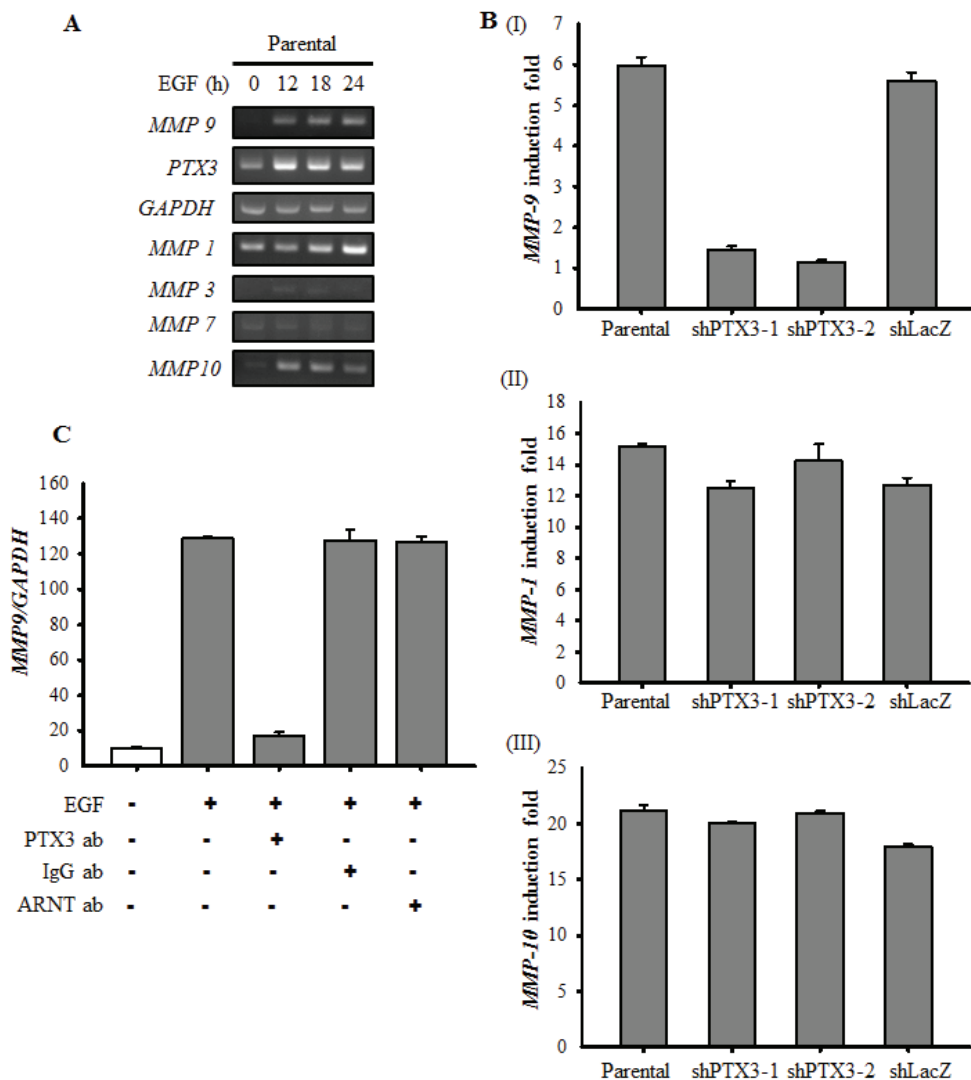 A
Parental
EGF (h) 0 12 18 24
MMP 9
PTX3
GAPDH
MMP 1
MMP 3
MMP 7
MMP10
B (I)
MMP-9 induction fold
7
6
5
4
3
2
1
0
Parental shPTX3-1 shPTX3-2 shLacZ
(II)
MMP-1 induction fold
18
16
14
12
10
8
6
4
2
0
Parental shPTX3-1 shPTX3-2 shLacZ
(III)
MMP-10 induction fold
25
20
15
10
5
0
Parental shPTX3-1 shPTX3-2 shLacZ
C
MMP9/GAPDH
160
140
120
100
80
60
40
20
0
EGF - + + + +
PTX3 ab - - + - -
IgG ab - - - + -
ARNT ab - - - - +